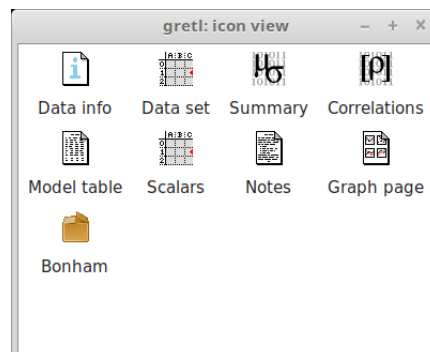 gretl: icon view
Data info Data set Summary Correlations
Model table Scalars Notes Graph page
Bonham